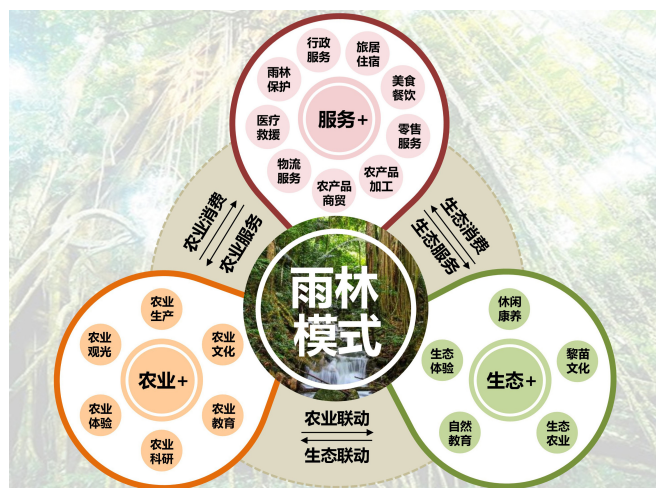 行政
服务
旅居
住宿
雨林
保护
美食
餐饮
医疗
救援
服务+
零售
服务
物流
服务
农产品
商贸
农产品
加工
农业消费
农业服务
生态消费
生态服务
雨林
模式
农业
生产
农业
观光
农业
文化
农业+
农业
体验
农业
教育
农业
科研
休闲
康养
生态
体验
黎苗
文化
生态+
自然
教育
生态
农业
农业联动
生态联动